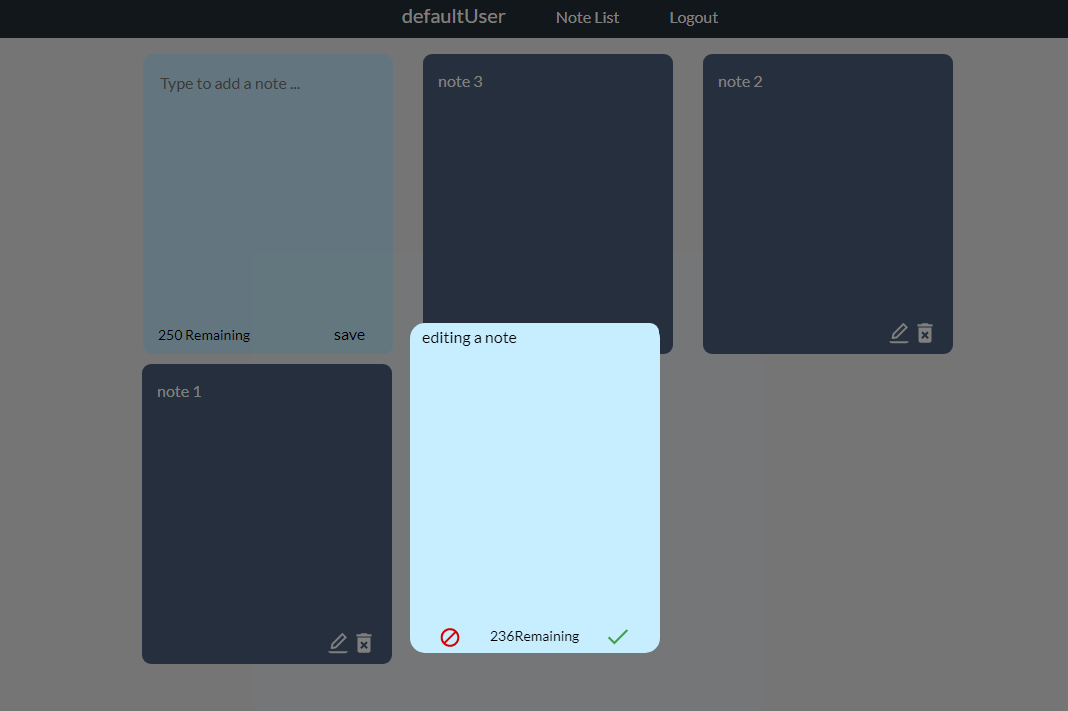 defaultUser Note List Logout
Type to add a note ...
note 3
note 2
250 Remaining save
note 1
editing a note
236Remaining